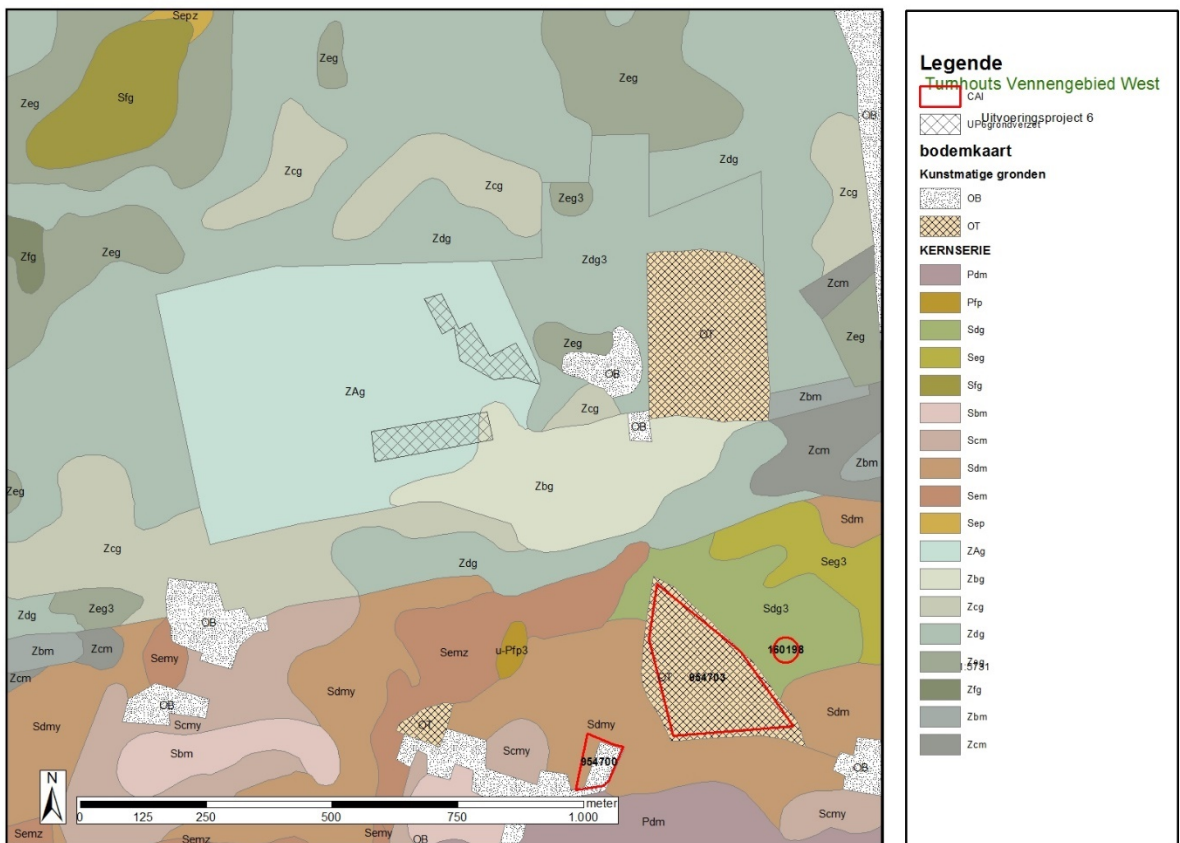 Sepz
Zeg
Sfg
Zeg
Zeg
OB
Zdg
Zcg
Zcg
Zcg
Zeg3
Zdg
Zeg
Zfg
Zdg3
Zcm
OT
Zeg
Zeg
OB
ZAg
Zbm
Zcg
OB
Zcm
Zbm
Zbg
Zeg
Sdm
Zcg
Zdg
Seg3
Zeg3
Sdg3
Zdg
OB
Zbm
Zcm
Semy
Semz
u-Pfp3
160198
Zcm
OT
954703
Sdmy
OB
Sdm
Sdmy
Scmy
OT
Sdmy
Sbm
Scmy
954700
OB
N
meter
0
125
250
500
750
1.000
Pdm
Scmy
Semz
Semz
Semy
OB
Legende
Turnhouts Vennengebied West
CAI
Uitvoeringsproject 6
UP6grondverzet
bodemkaart
Kunstmatige gronden
OB
OT
KERNSERIE
Pdm
Pfp
Sdg
Seg
Sfg
Sbm
Scm
Sdm
Sem
Sep
ZAg
Zbg
Zcg
Zdg
Zeg
Zfg
Zbm
Zcm